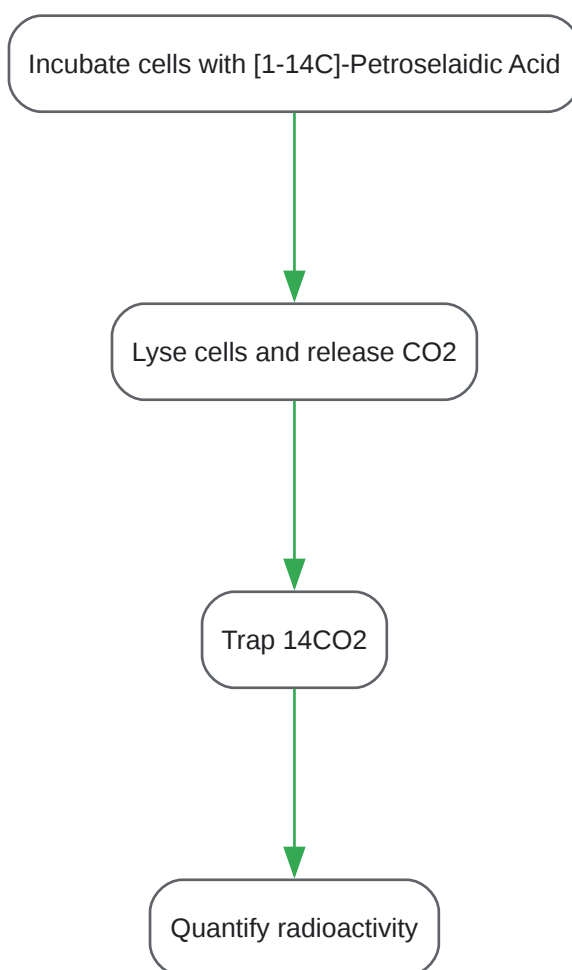 Incubate cells with [1-14C]-Petroselaidic Acid
Lyse cells and release CO2
Trap 14CO2
Quantify radioactivity